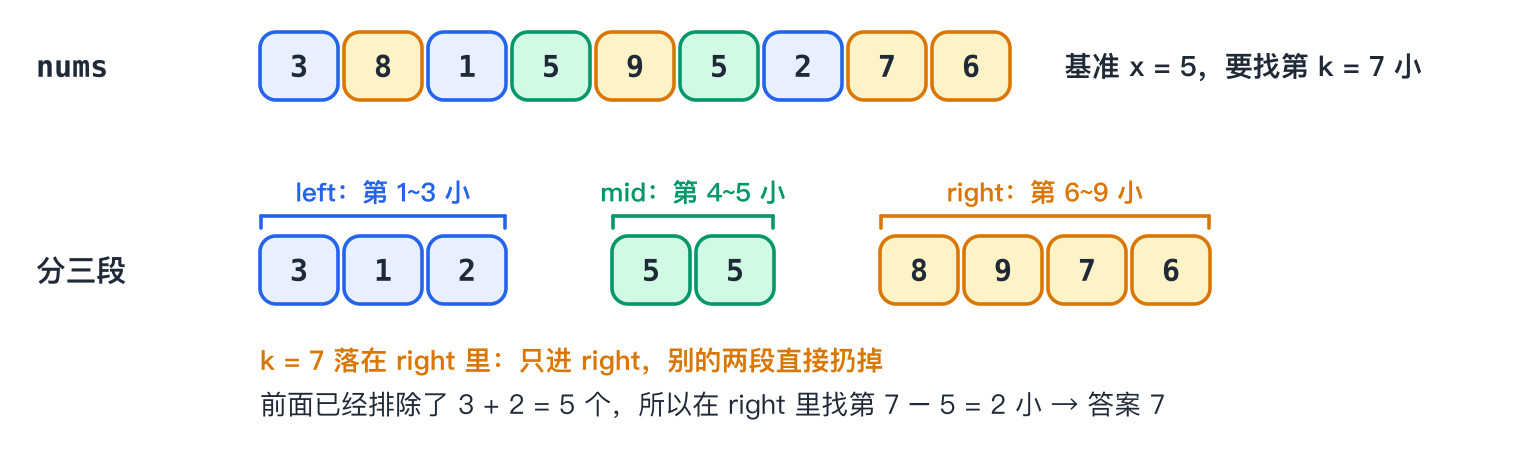 nums 3 8 1 5 9 5 2 7 6 基准 x = 5，要找第 k = 7 小
left：第 1~3 小 mid：第 4~5 小 right：第 6~9 小
分三段 3 1 2 5 5 8 9 7 6
k = 7 落在 right 里：只进 right，别的两段直接扔掉
前面已经排除了 3 + 2 = 5 个，所以在 right 里找第 7 − 5 = 2 小 → 答案 7